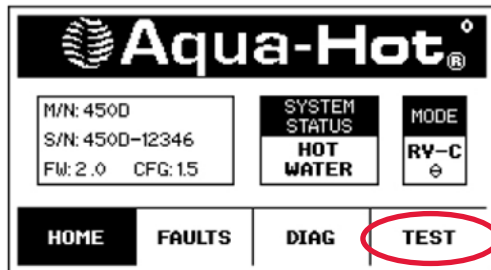 Aqua-Hot®
M/N: 450D
S/N: 450D-12346
FW: 2.0 CFG: 1.5
SYSTEM
STATUS
HOT
WATER
MODE
RV-C
HOME FAULTS DIAG TEST